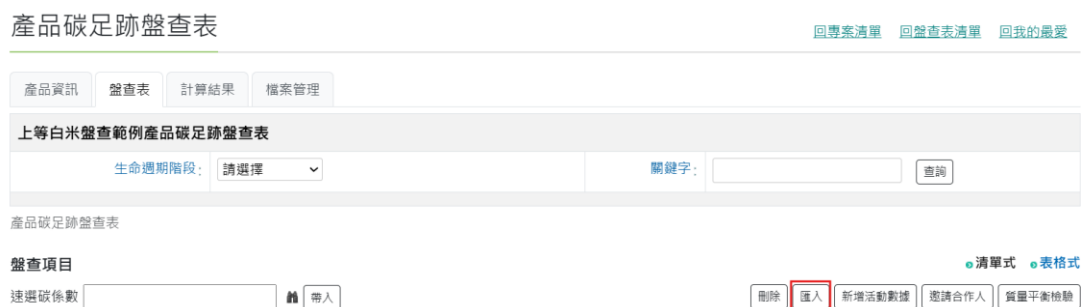 產品碳足跡盤查表
回專案清單 回盤查表清單 回我的最愛
產品資訊 盤查表 計算結果 檔案管理
上等白米盤查範例產品碳足跡盤查表
生命週期階段: 請選擇 關鍵字: 查詢
產品碳足跡盤查表
盤查項目 清單式 表格式
速選碳係數 帶入 刪除 匯入 新增活動數據 邀請合作人 質量平衡檢驗